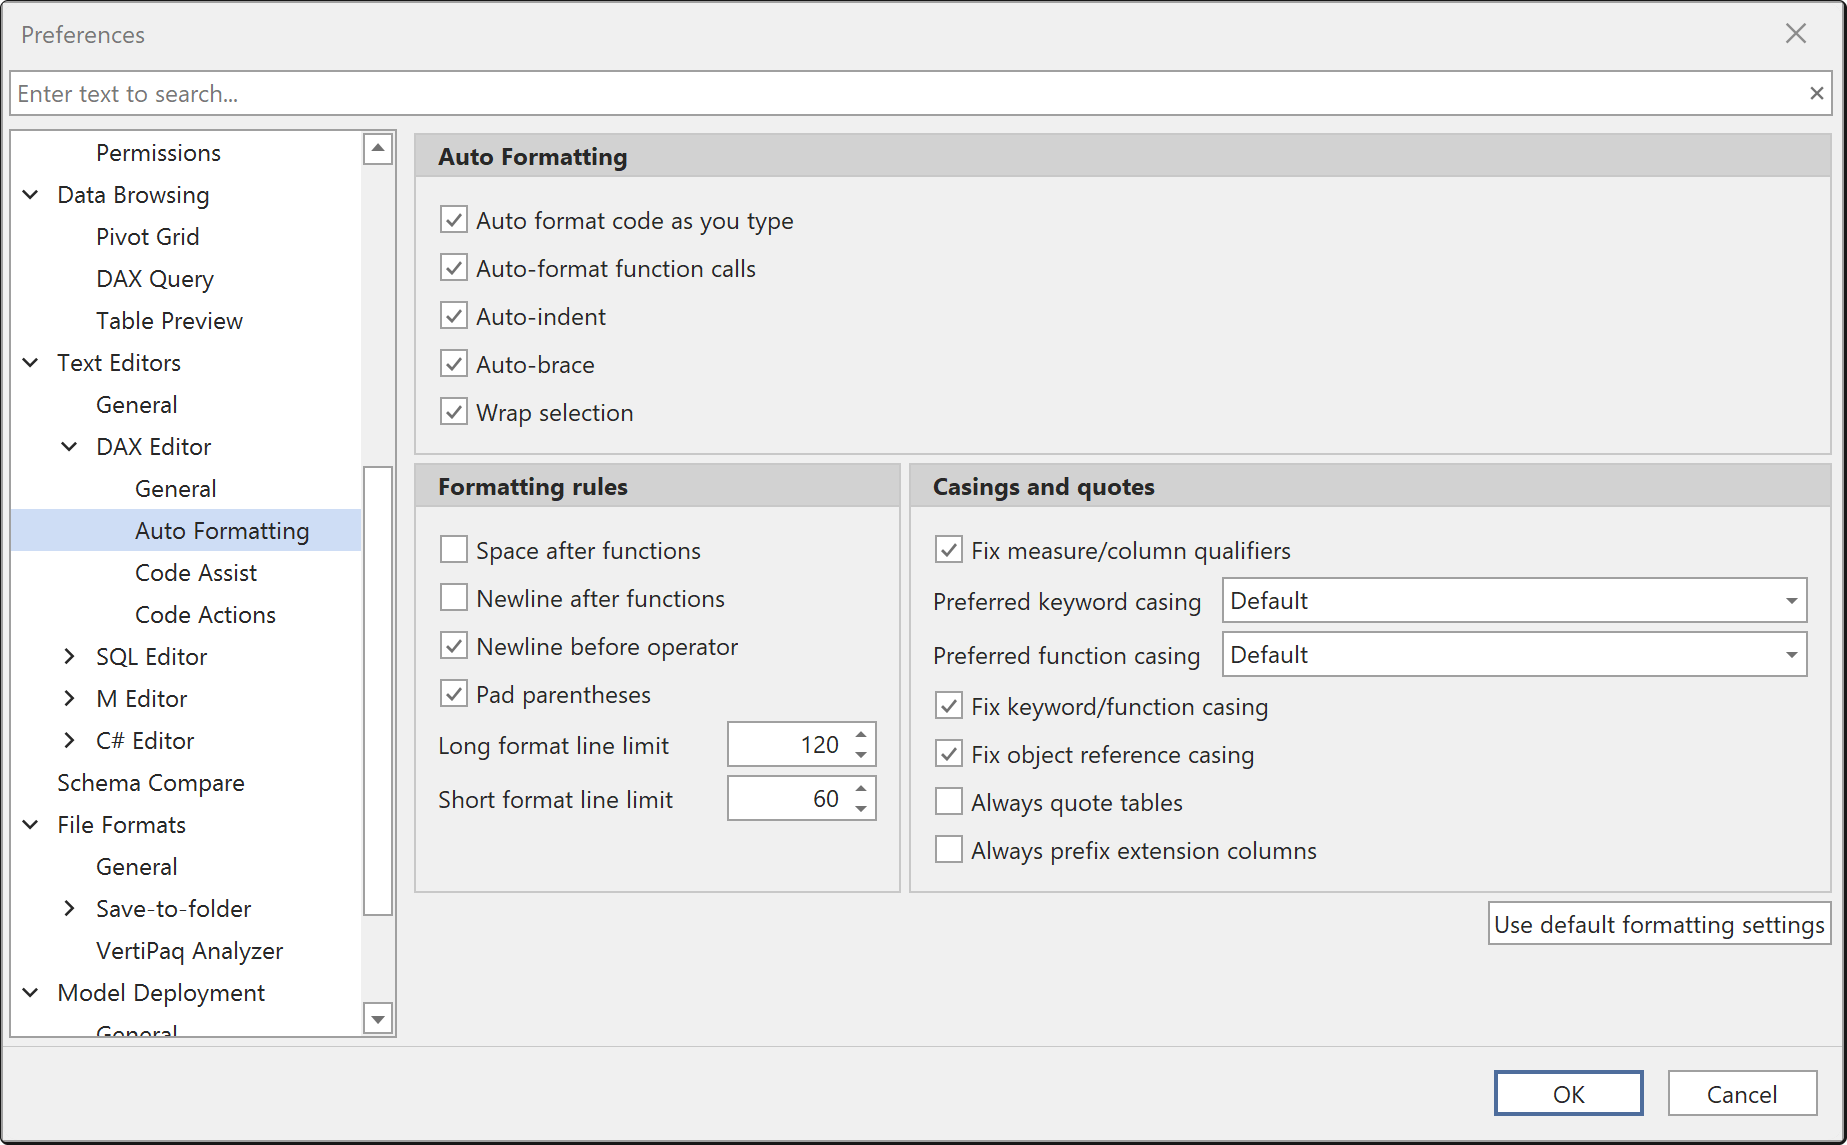 Preferences
Enter text to search...
Permissions
Data Browsing
Pivot Grid
DAX Query
Table Preview
Text Editors
General
DAX Editor
General
Auto Formatting
Code Assist
Code Actions
SQL Editor
M Editor
C# Editor
Schema Compare
File Formats
General
Save-to-folder
VertiPaq Analyzer
Model Deployment
General
Auto Formatting
Auto format code as you type
Auto-format function calls
Auto-indent
Auto-brace
Wrap selection
Formatting rules
Space after functions
Newline after functions
Newline before operator
Pad parentheses
Long format line limit 120
Short format line limit 60
Casings and quotes
Fix measure/column qualifiers
Preferred keyword casing Default
Preferred function casing Default
Fix keyword/function casing
Fix object reference casing
Always quote tables
Always prefix extension columns
Use default formatting settings
OK Cancel